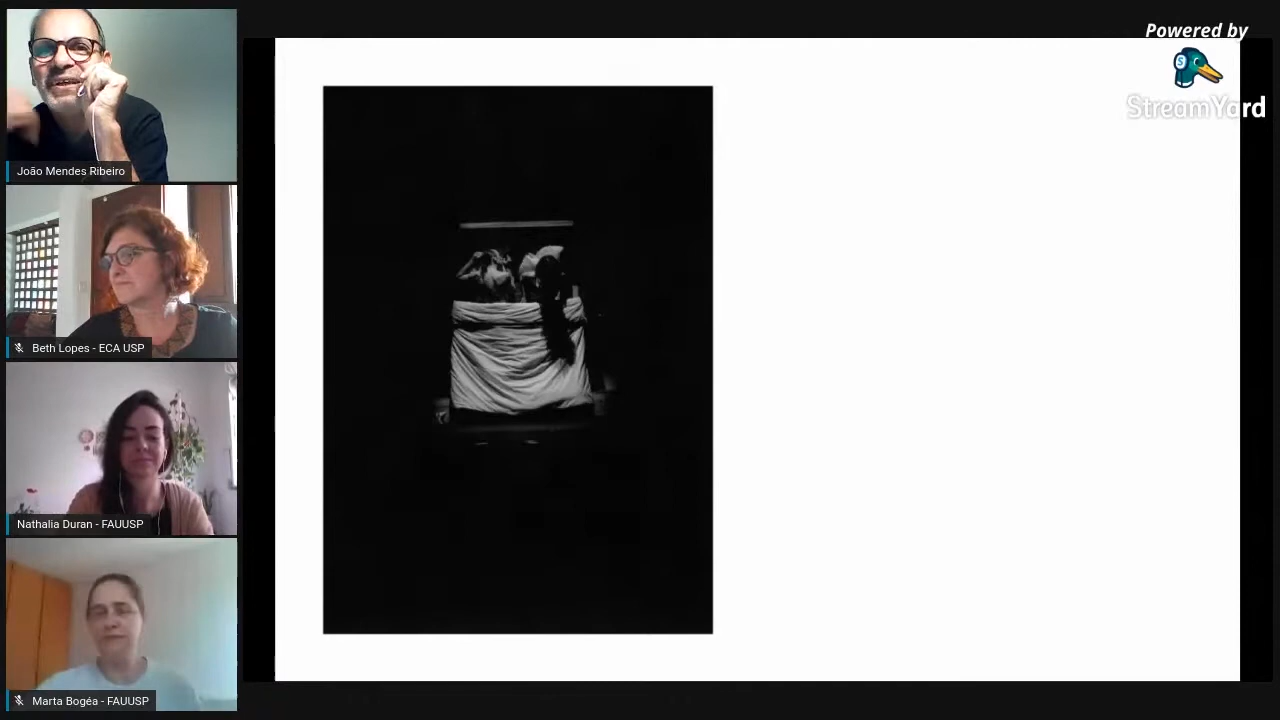 Powered by
StreamYard
João Mendes Ribeiro
Beth Lopes - ECA USP
Nathalia Duran - FAUUSP
Marta Bogéa - FAUUSP